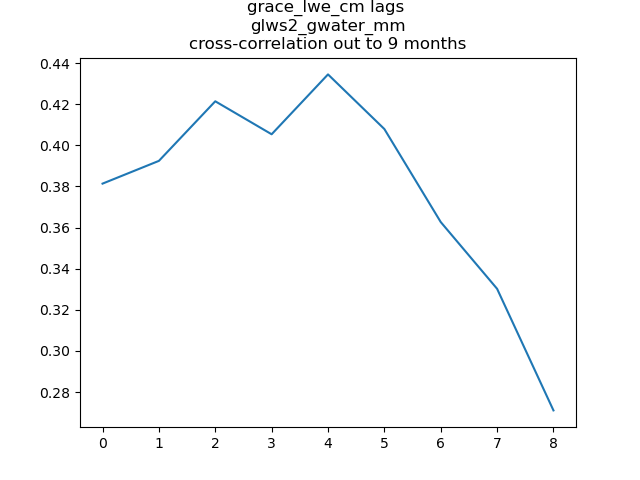 grace_lwe_cm lags
glws2_gwater_mm
cross-correlation out to 9 months
0.44
0.42
0.40
0.38
0.36
0.34
0.32
0.30
0.28
0 1 2 3 4 5 6 7 8